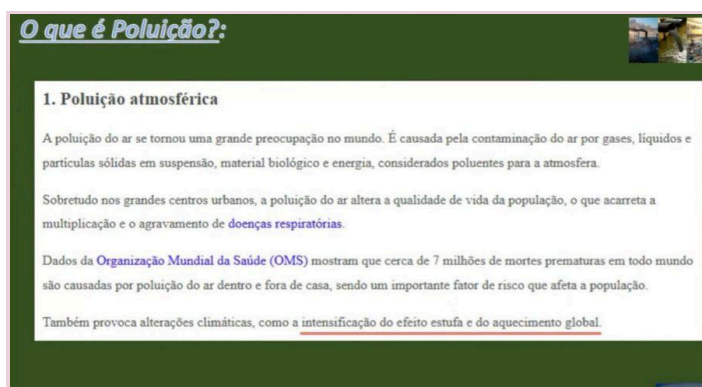 O que é Poluição?:
1. Poluição atmosférica
A poluição do ar se tornou uma grande preocupação no mundo. É causada pela contaminação do ar por gases, líquidos e
partículas sólidas em suspensão, material biológico e energia, considerados poluentes para a atmosfera.
Sobretudo nos grandes centros urbanos, a poluição do ar altera a qualidade de vida da população, o que acarreta a
multiplicação e o agravamento de doenças respiratórias.
Dados da Organização Mundial da Saúde (OMS) mostram que cerca de 7 milhões de mortes prematuras em todo mundo
são causadas por poluição do ar dentro e fora de casa, sendo um importante fator de risco que afeta a população.
Também provoca alterações climáticas, como a intensificação do efeito estufa e do aquecimento global.